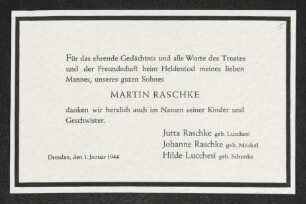 Für das ehrende Gedächtnis und alle Worte des Trostes
und der Freundschaft beim Heldentod meines lieben
Mannes, unseres guten Sohnes
MARTIN RASCHKE
danken wir herzlich auch im Namen seiner Kinder und
Geschwister.
Jutta Raschke geb. Lucchesi
Johanne Raschke geb. Möckel
Dresden, den 1. Januar 1944 Hilde Lucchesi geb. Schumke